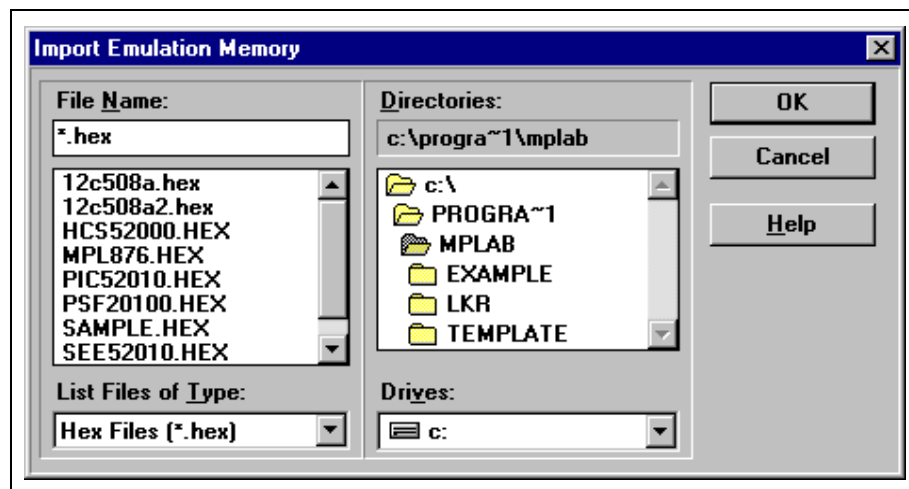 Import Emulation Memory
File Name:
*.hex
12c508a.hex
12c508a2.hex
HCS52000.HEX
MPL876.HEX
PIC52010.HEX
PSF20100.HEX
SAMPLE.HEX
SEE52010.HEX
List Files of Type:
Hex Files (*.hex)
Directories:
c:\progra~1\mplab
c:\
PROGRA~1
MPLAB
EXAMPLE
LKR
TEMPLATE
Drives:
c:
OK
Cancel
Help